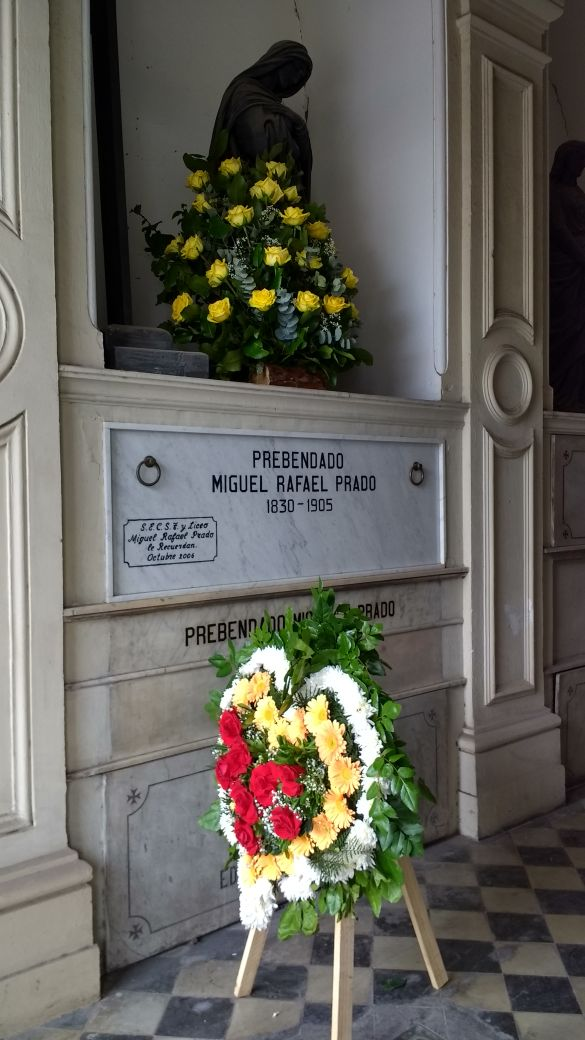 PREBENDADO
MIGUEL RAFAEL PRADO
1830-1905
S.E.C.S.T. y Liceo
Miguel Rafael Prado
le Recuerdan.
Octubre 2006
PREBENDADO PRADO